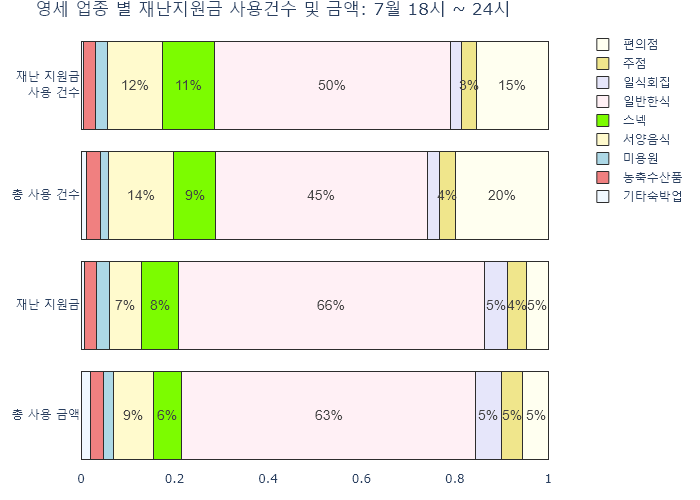 영세 업종 별 재난지원금 사용건수 및 금액: 7월 18시 ~ 24시
재난 지원금
사용 건수
12%
11%
50%
3%
15%
총 사용 건수
14%
9%
45%
4%
20%
재난 지원금
7%
8%
66%
5%
4%
5%
총 사용 금액
9%
6%
63%
5%
5%
5%
0
0.2
0.4
0.6
0.8
1
편의점
주점
일식회집
일반한식
스넥
서양음식
미용원
농축수산품
기타숙박업